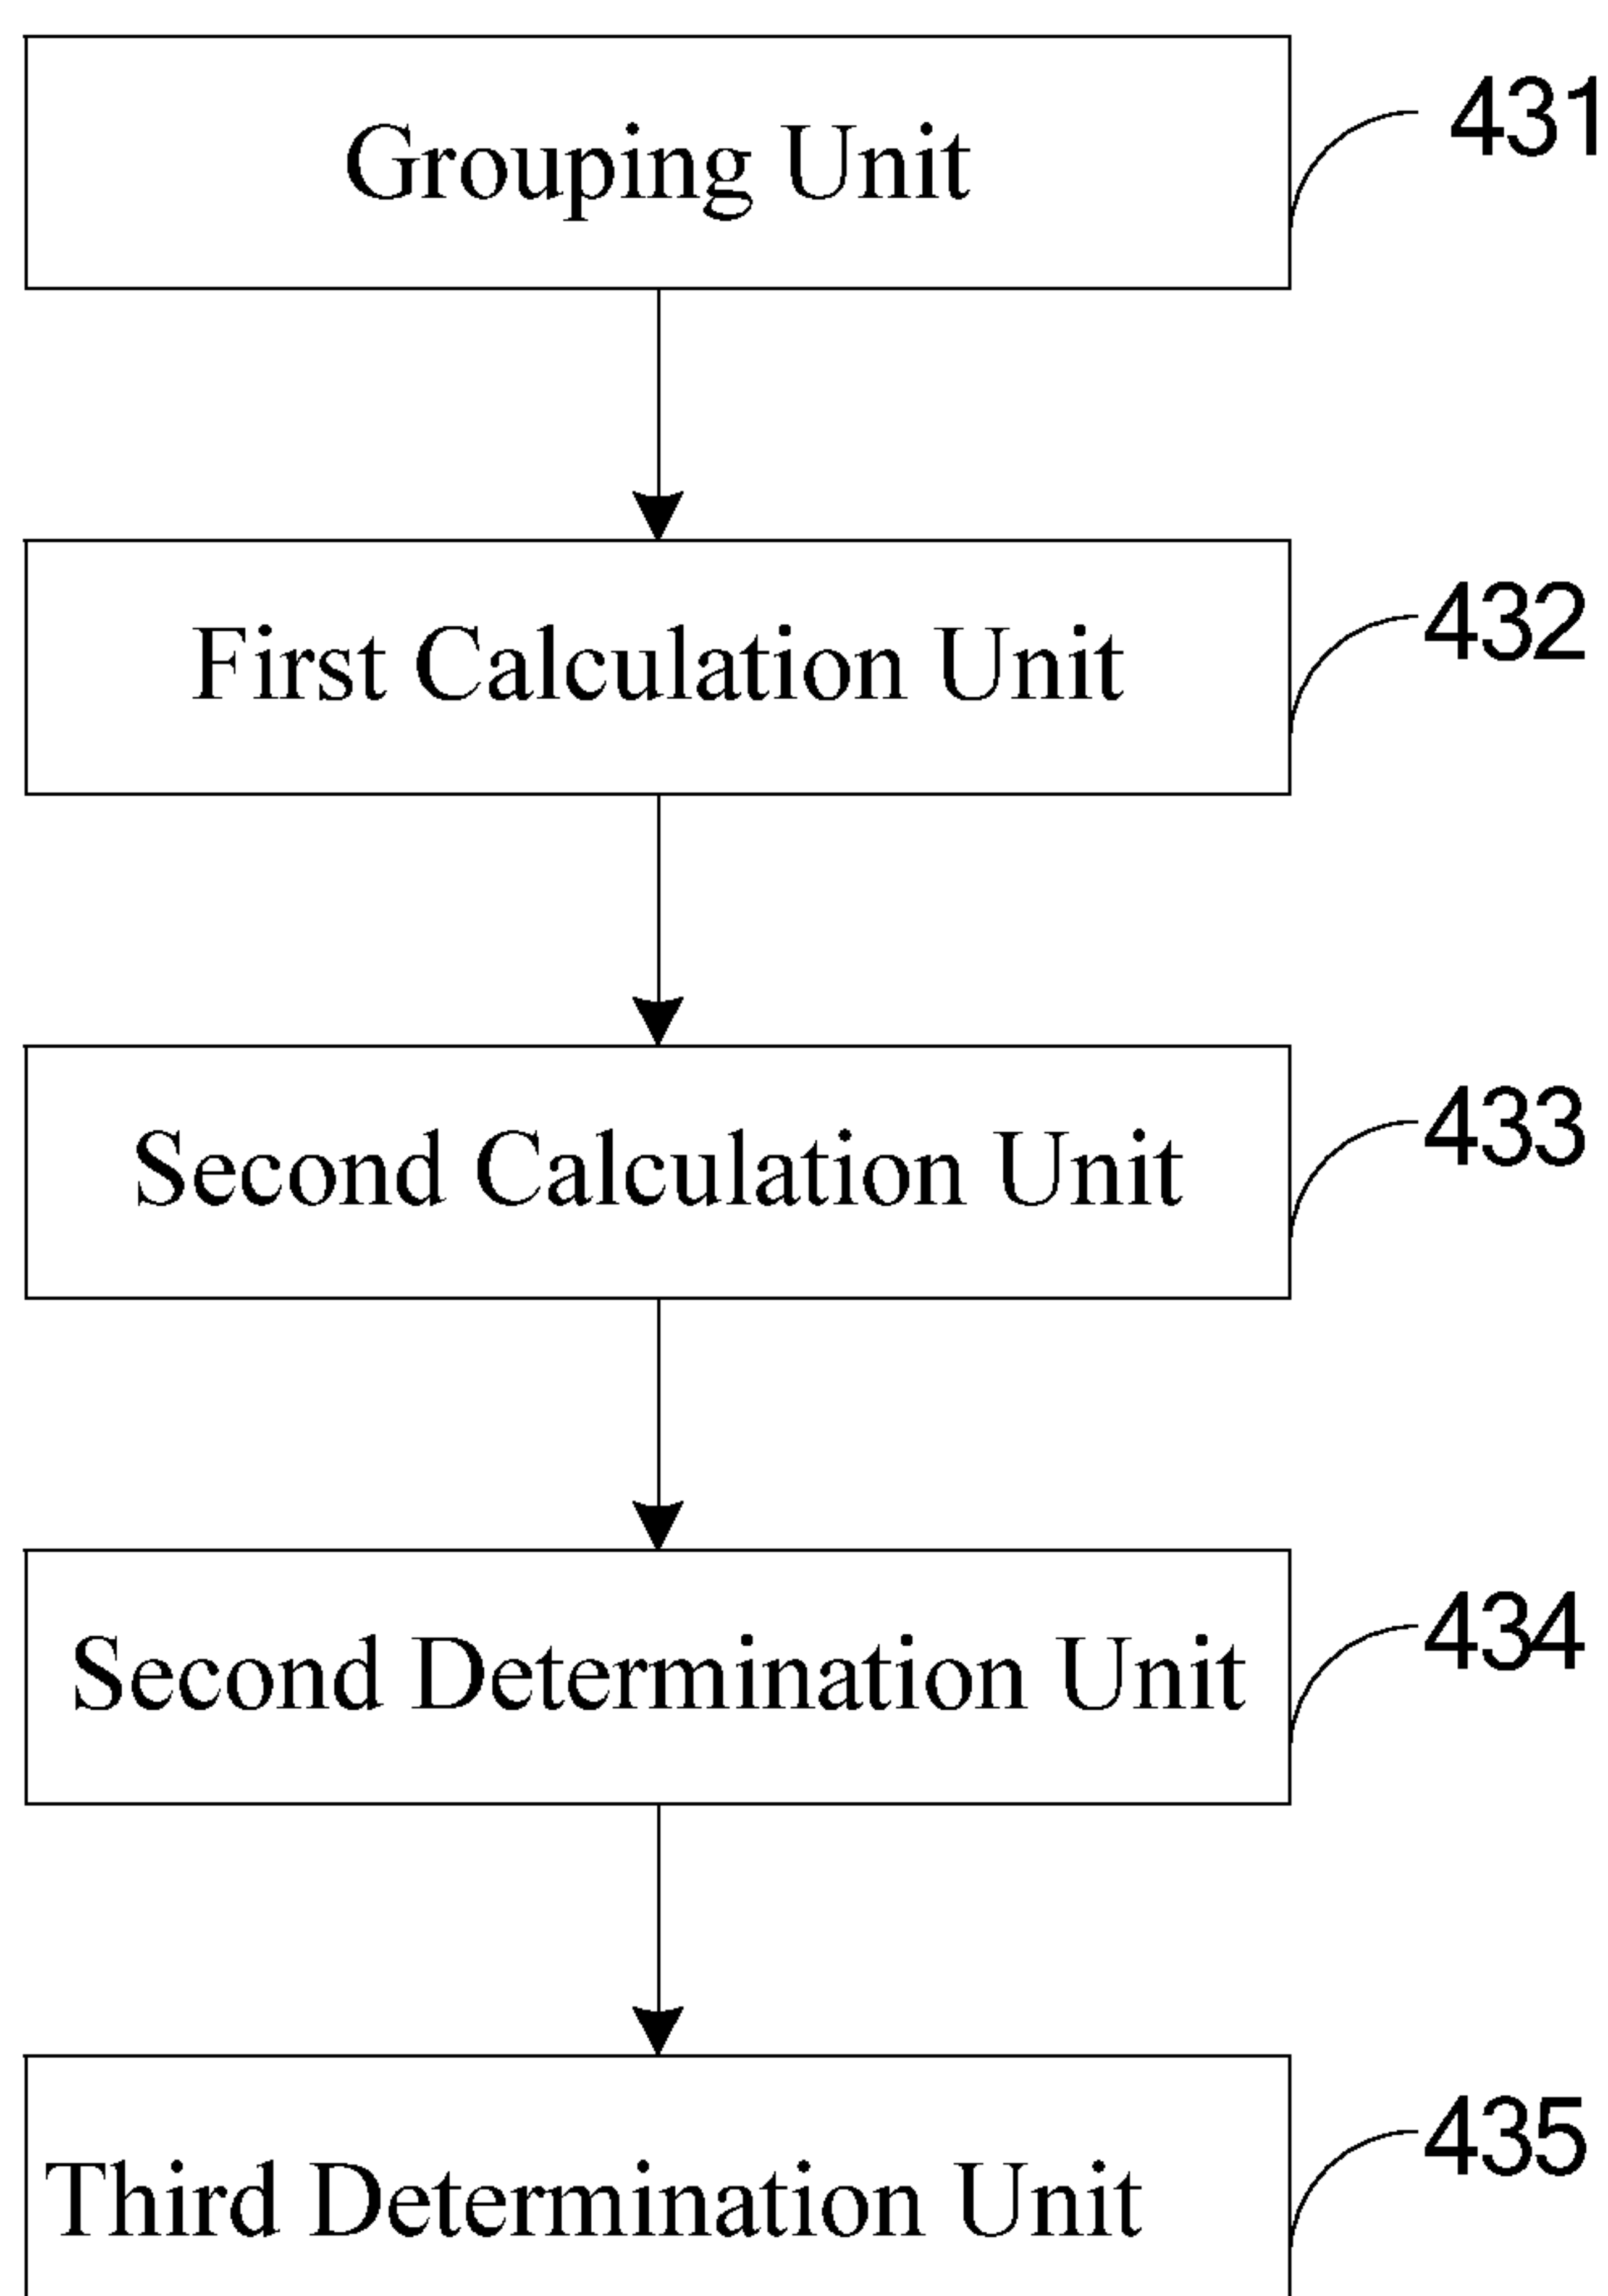 Grouping Unit
431
First Calculation Unit
432
Second Calculation Unit
433
Second Determination Unit
434
Third Determination Unit
435